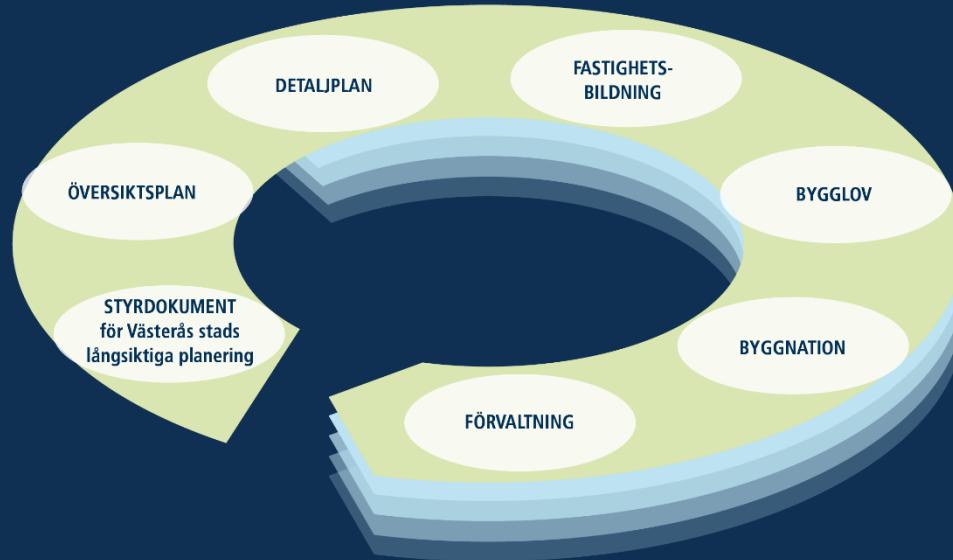 STYRDOKUMENT
för Västerås stads
långsiktiga planering
ÖVERSIKTSPLAN
DETALJPLAN
FASTIGHETS-
BILDNING
BYGGLOV
BYGGNATION
FÖRVALTNING